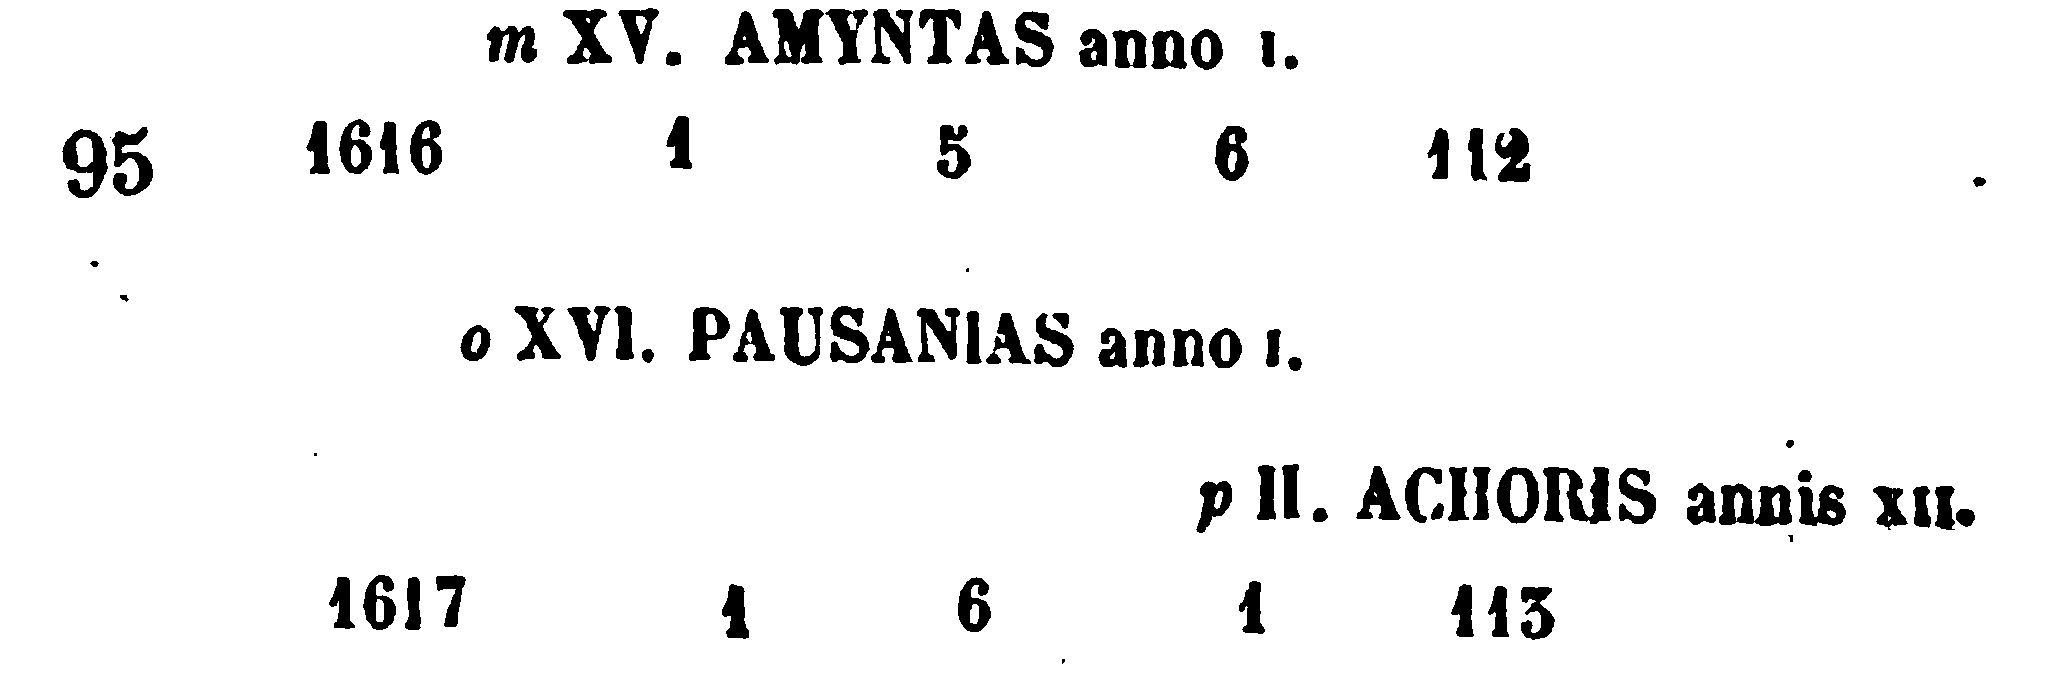 m XV. AMYNTAS anno I.
95 1616 1 5 6 112
o XVI. PAUSANIAS anno I.
p II. ACHORIS annis XII.
1617 1 6 1 113